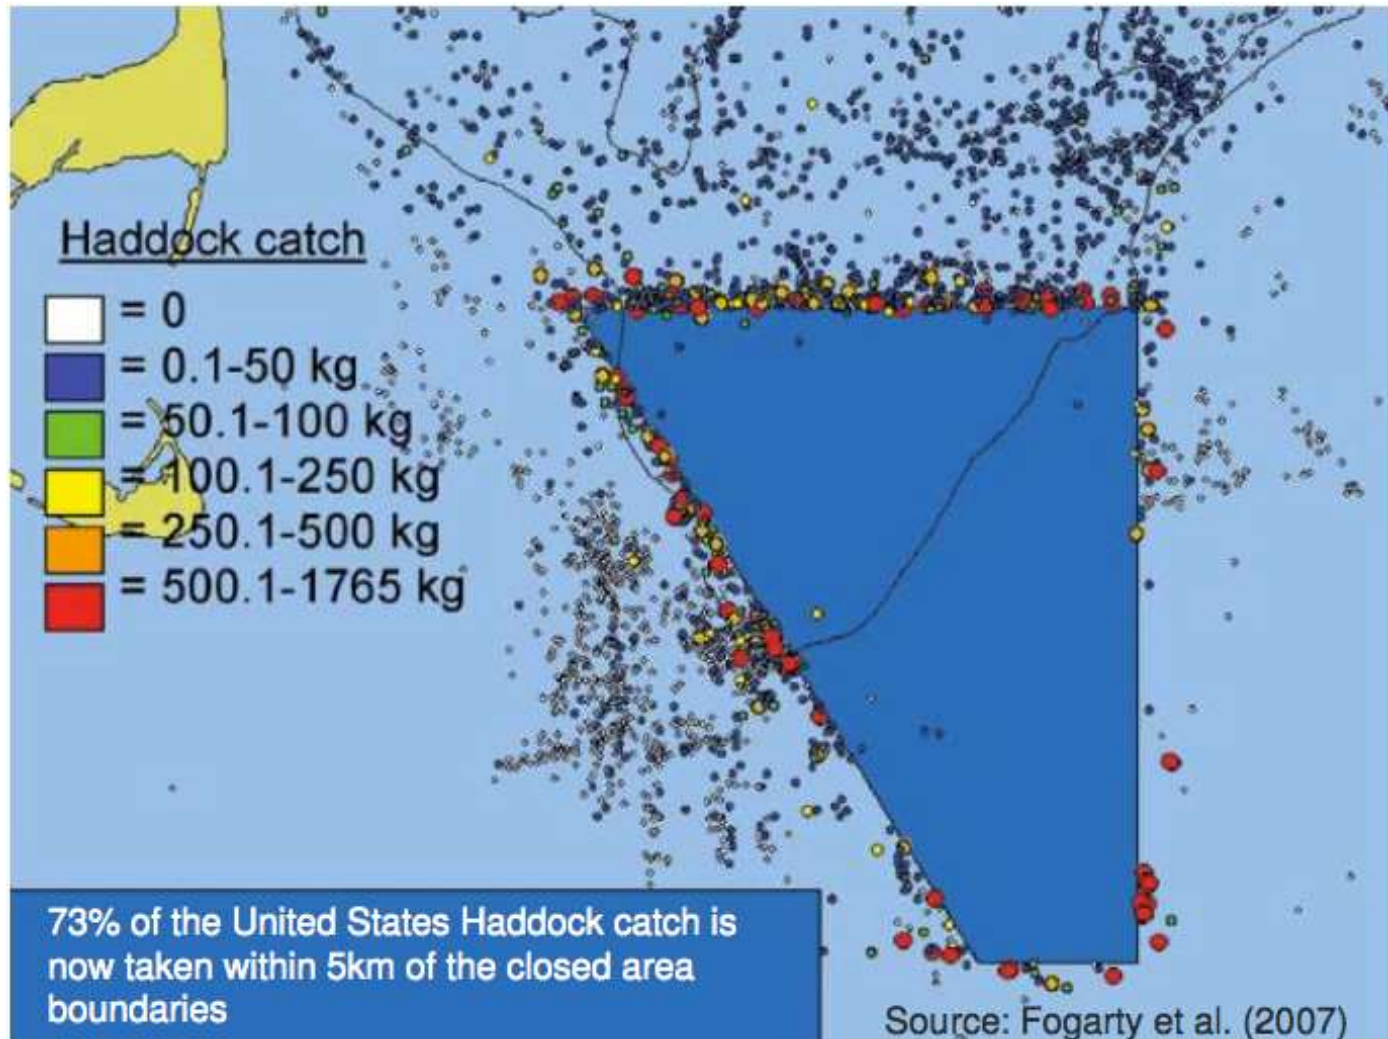 Haddock catch
= 0
= 0.1-50 kg
= 50.1-100 kg
= 100.1-250 kg
= 250.1-500 kg
= 500.1-1765 kg
73% of the United States Haddock catch is
now taken within 5km of the closed area
boundaries
Source: Fogarty et al. (2007)